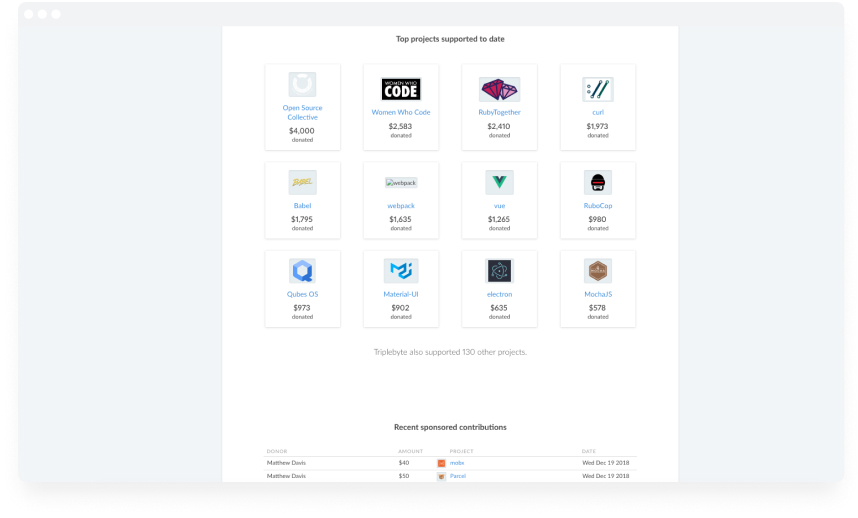 Top projects supported to date
WOMEN WHO
CODE
Open Source
Collective
$4,000
donated
Women Who Code
$2,583
donated
RubyTogether
$2,410
donated
curl
$1,973
donated
BABEL
webpack
Babel
$1,795
donated
webpack
$1,635
donated
vue
$1,265
donated
RuboCop
$980
donated
Qubes OS
$973
donated
Material-UI
$902
donated
electron
$635
donated
MochaJS
$578
donated
Triplebyte also supported 130 other projects.
Recent sponsored contributions
DONOR AMOUNT PROJECT DATE
Matthew Davis $40 mobx Wed Dec 19 2018
Matthew Davis $50 Parcel Wed Dec 19 2018